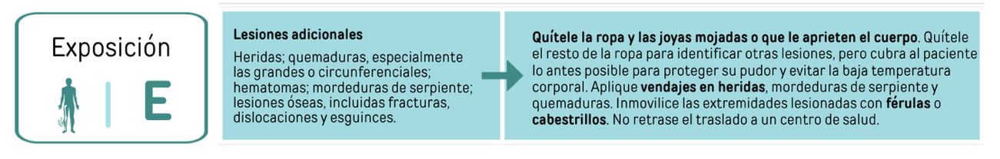 Exposición
E
Lesiones adicionales
Heridas; quemaduras, especialmente
las grandes o circunferenciales;
hematomas; mordeduras de serpiente;
lesiones óseas, incluidas fracturas,
dislocaciones y esguinces.
Quítele la ropa y las joyas mojadas o que le aprieten el cuerpo. Quítele
el resto de la ropa para identificar otras lesiones, pero cubra al paciente
lo antes posible para proteger su pudor y evitar la baja temperatura
corporal. Aplique vendajes en heridas, mordeduras de serpiente y
quemaduras. Inmovilice las extremidades lesionadas con férulas o
cabestrillos. No retrase el traslado a un centro de salud.